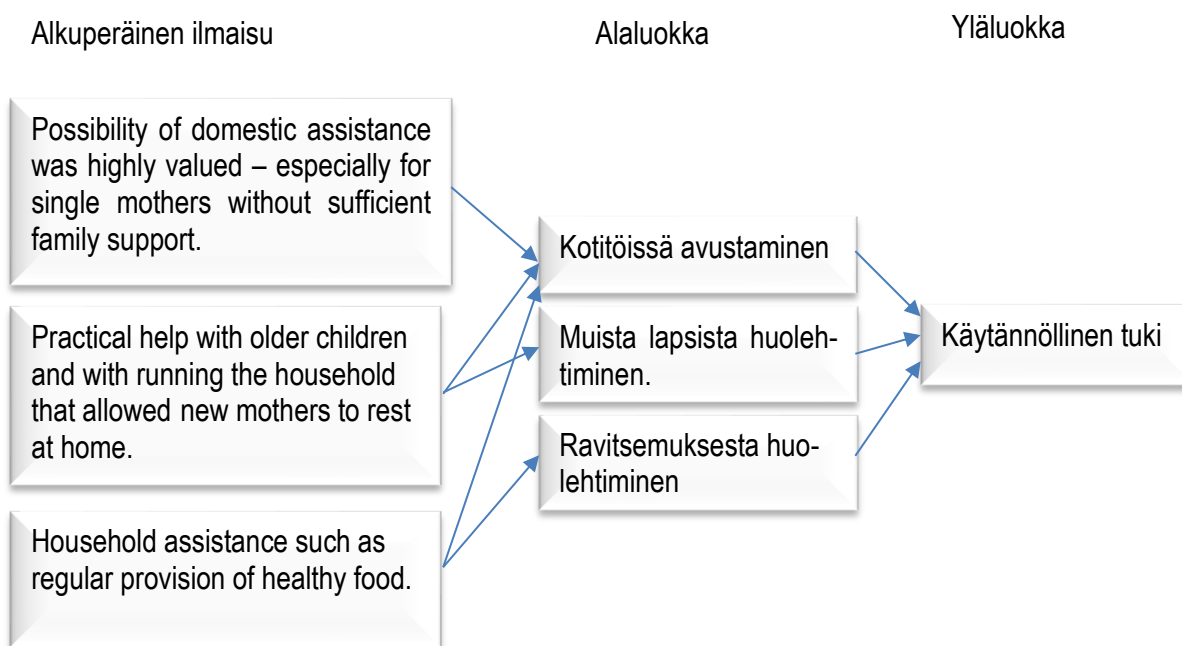 Alkuperäinen ilmaisu
Alaluokka
Yläluokka
Possibility of domestic assistance
was highly valued – especially for
single mothers without sufficient
family support.
Practical help with older children
and with running the household
that allowed new mothers to rest
at home.
Household assistance such as
regular provision of healthy food.
Kotitöissä avustaminen
Muista lapsista huoleh-
timinen.
Ravitsemuksesta huo-
lehtiminen
Käytännöllinen tuki